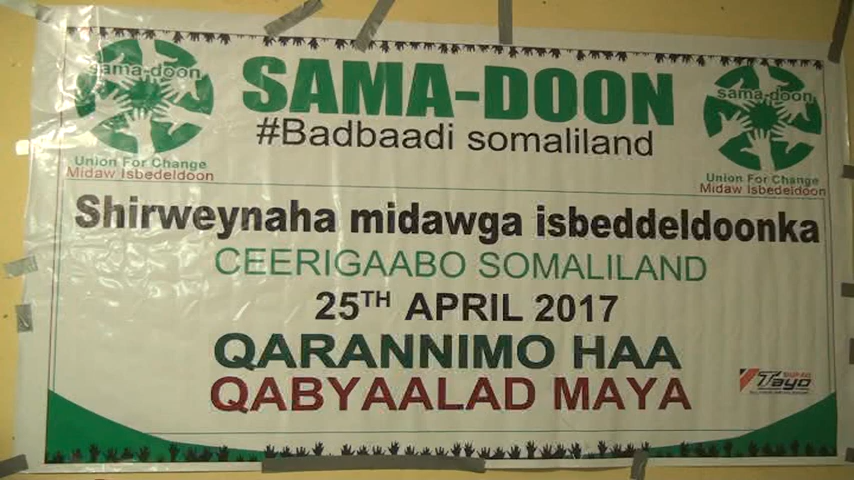 sama-doon
Union For Change
Midaw Isbedeldoon
SAMA-DOON
#Badbaadi somaliland
sama-doon
Union For Change
Midaw Isbedeldoon
Shirweynaha midawga isbeddeldoonka
CEERIGAABO SOMALILAND
25TH APRIL 2017
QARANNIMO HAA
QABYAALAD MAYA
Tayo